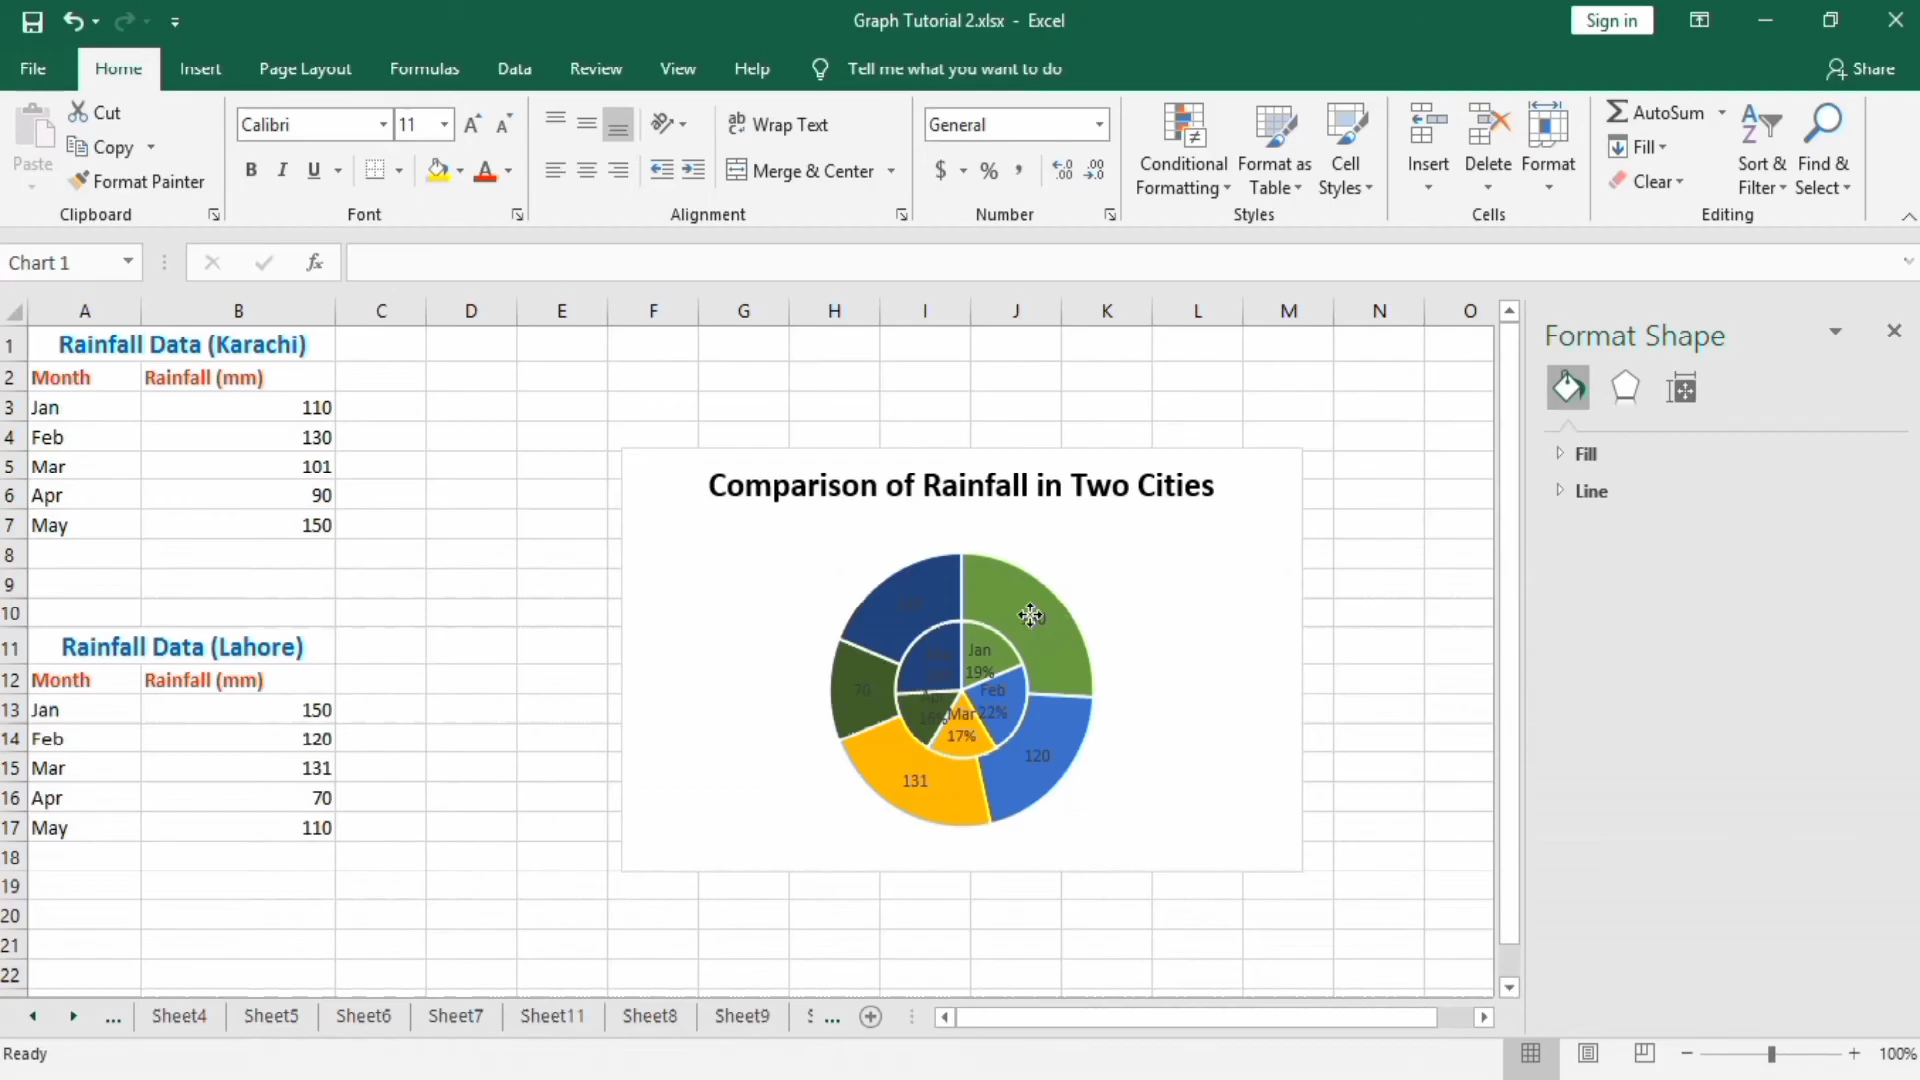 Graph Tutorial 2.xlsx - Excel
Sign in
File Home Insert Page Layout Formulas Data Review View Help Tell me what you want to do Share
Paste
Cut
Copy
Format Painter
Clipboard
Calibri 11
B I U
Font
Wrap Text
Merge & Center
Alignment
General
$ % ,
Number
Conditional Formatting
Format as Table
Cell Styles
Styles
Insert Delete Format
Cells
AutoSum
Fill
Clear
Sort & Filter
Find & Select
Editing
Chart 1 fx
A B C D E F G H I J K L M N O
1 Rainfall Data (Karachi)
2 Month Rainfall (mm)
3 Jan 110
4 Feb 130
5 Mar 101
6 Apr 90
7 May 150
8
9
10
11 Rainfall Data (Lahore)
12 Month Rainfall (mm)
13 Jan 150
14 Feb 120
15 Mar 131
16 Apr 70
17 May 110
18
19
20
21
22
Comparison of Rainfall in Two Cities
Jan
19%
Feb
22%
Mar
17%
70
120
131
Format Shape
Fill
Line
... Sheet4 Sheet5 Sheet6 Sheet7 Sheet11 Sheet8 Sheet9 ...
Ready
100%